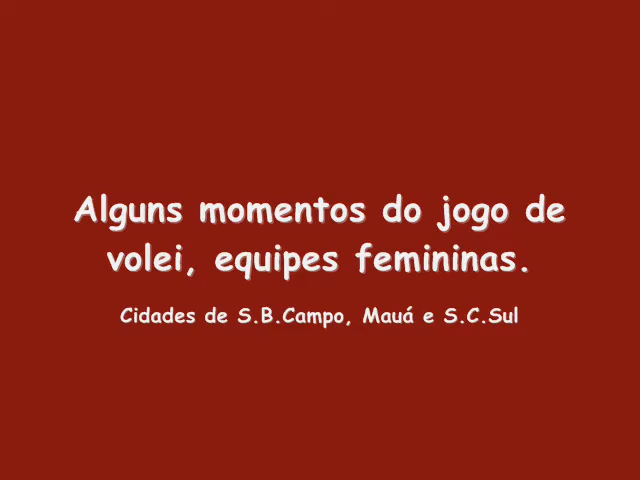 Alguns momentos do jogo de
volei, equipes femininas.
Cidades de S.B.Campo, Mauá e S.C.Sul